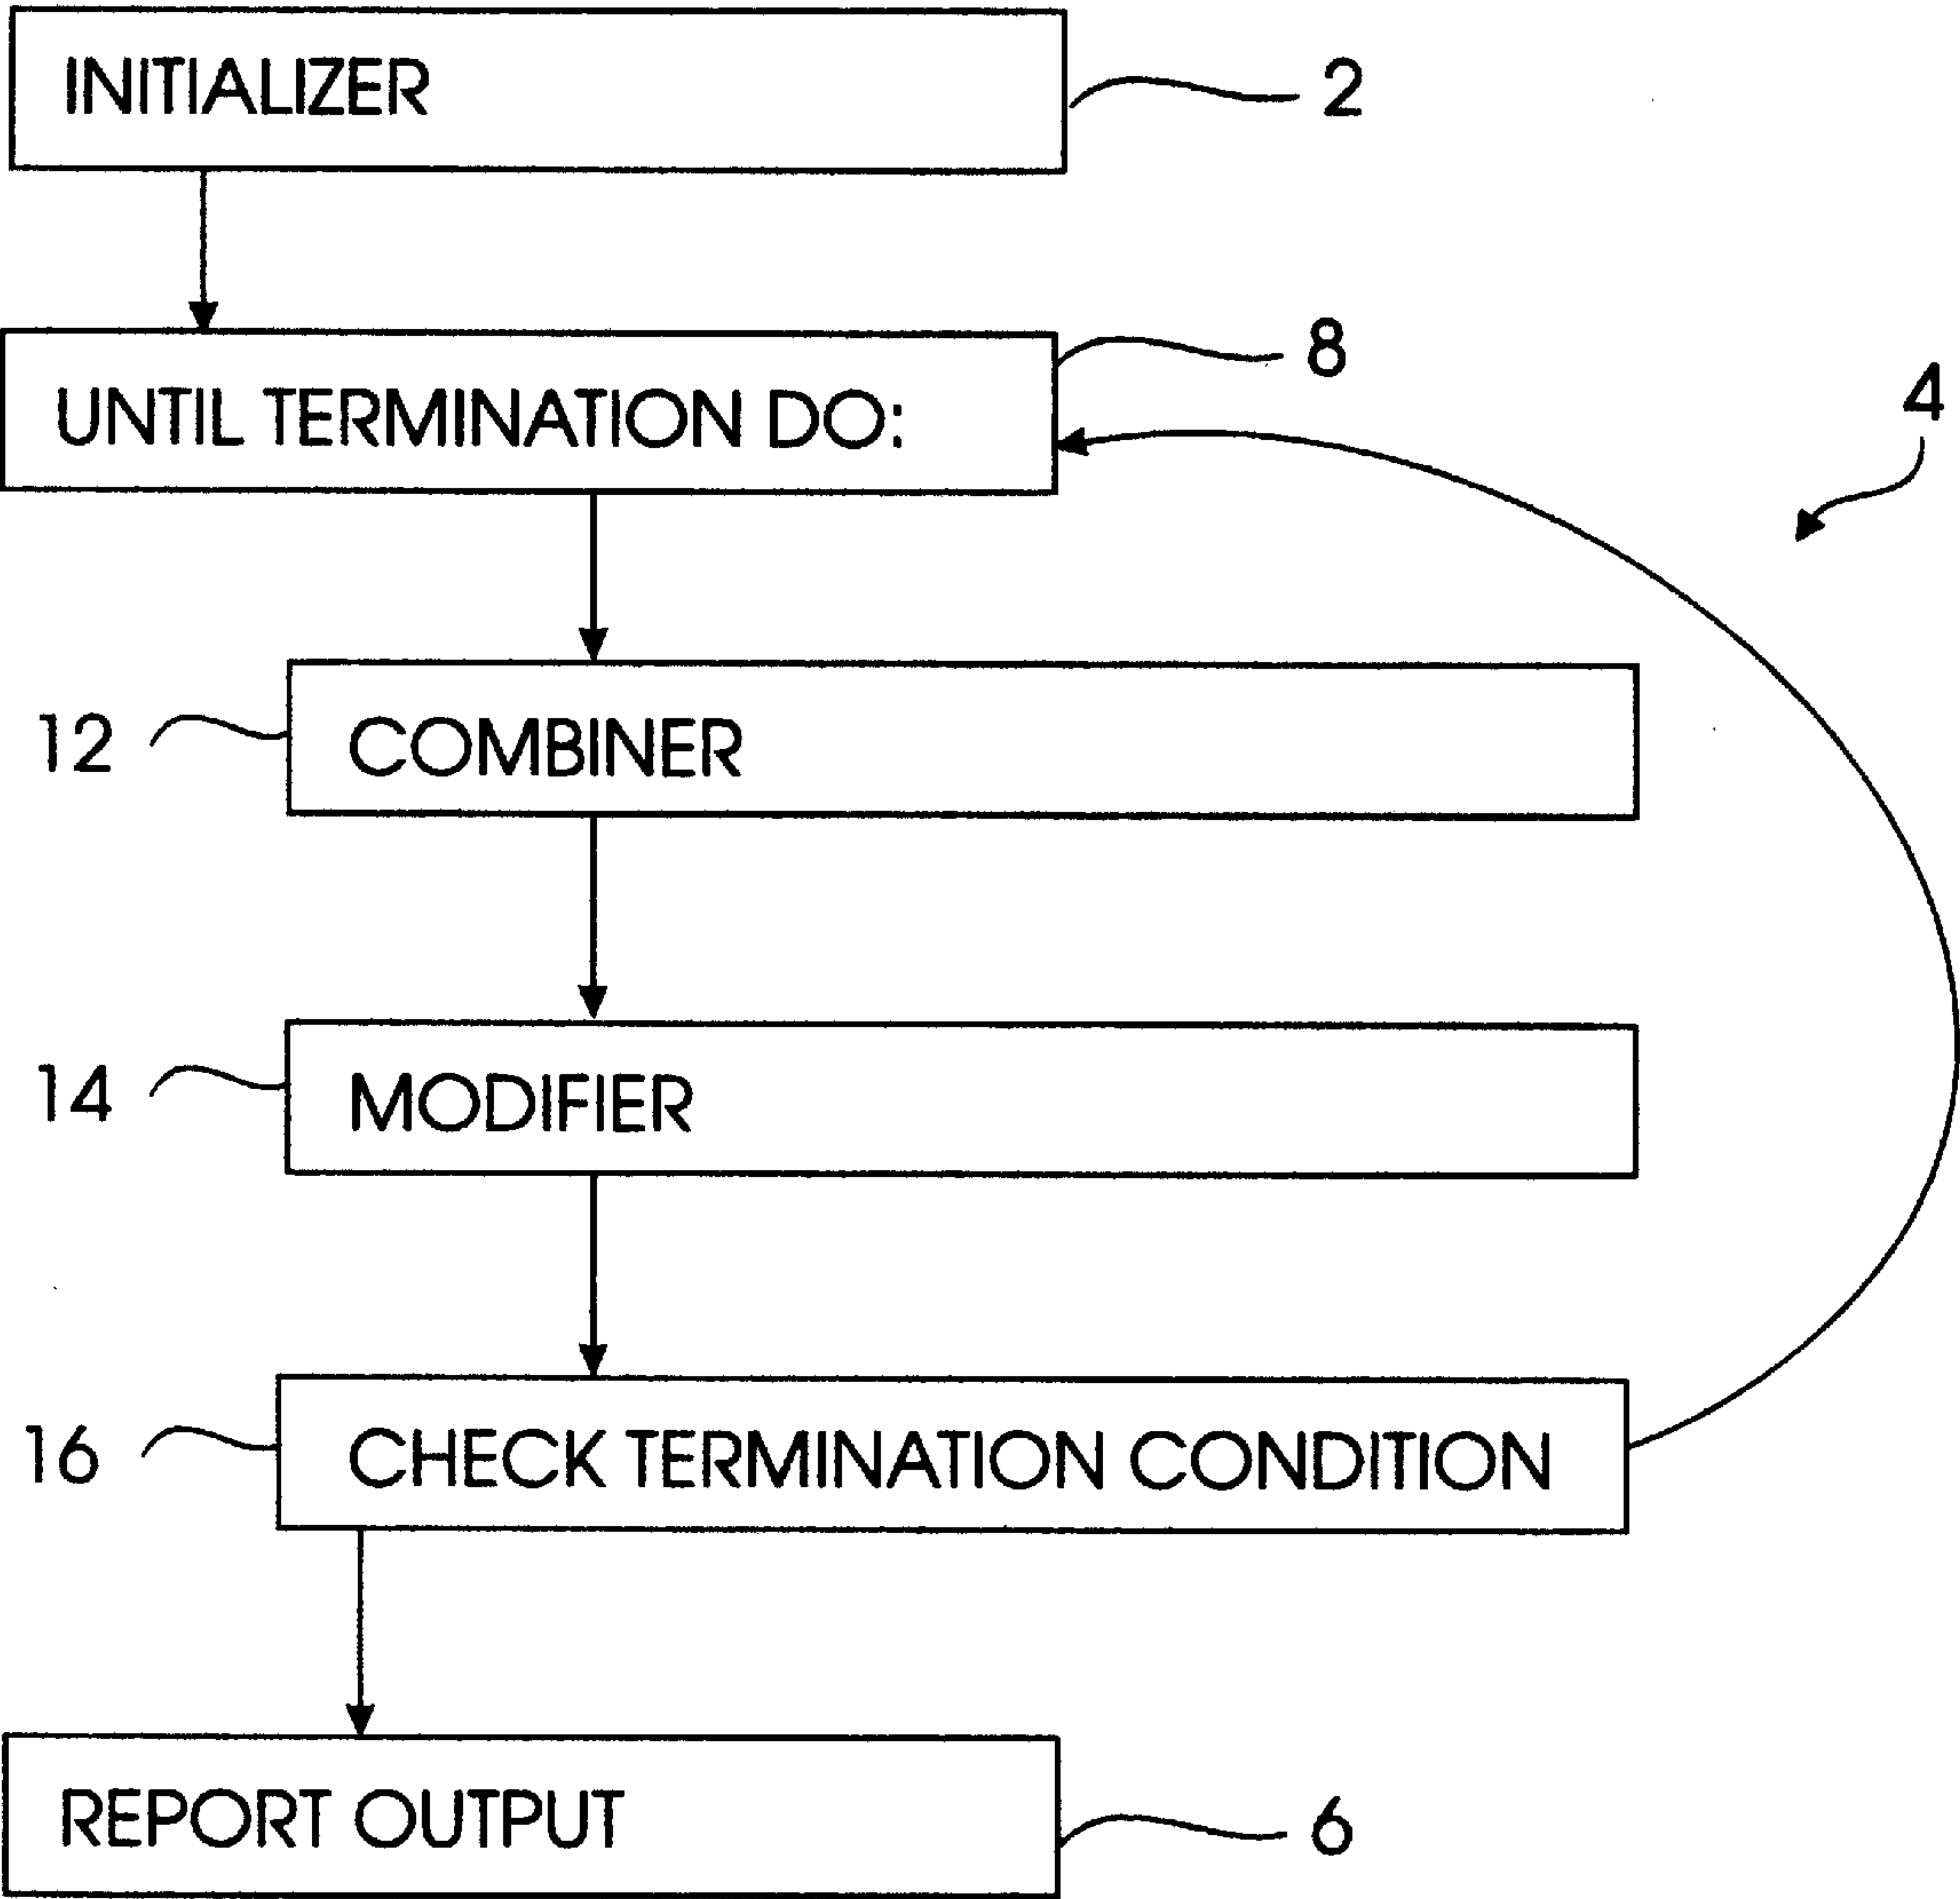 INITIALIZER
2
UNTIL TERMINATION DO:
8
4
12
COMBINER
14
MODIFIER
16
CHECK TERMINATION CONDITION
REPORT OUTPUT
6